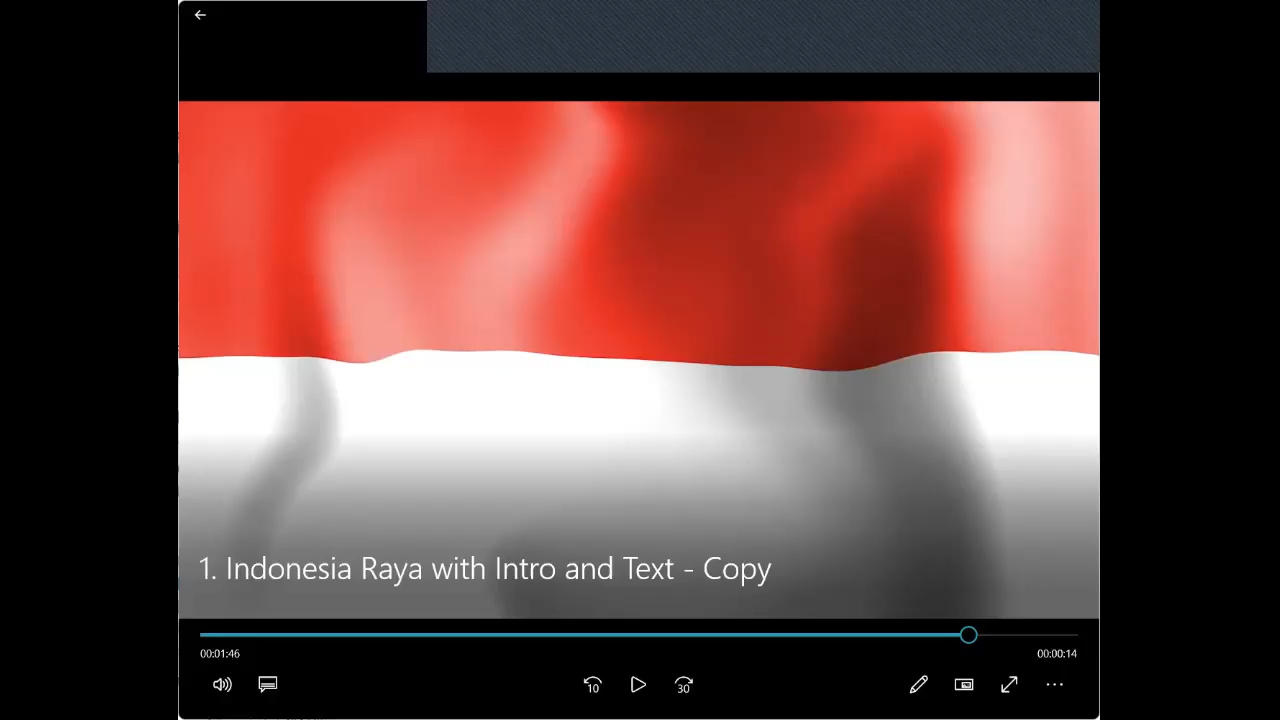 1. Indonesia Raya with Intro and Text - Copy
00:01:46
00:00:14
10
30